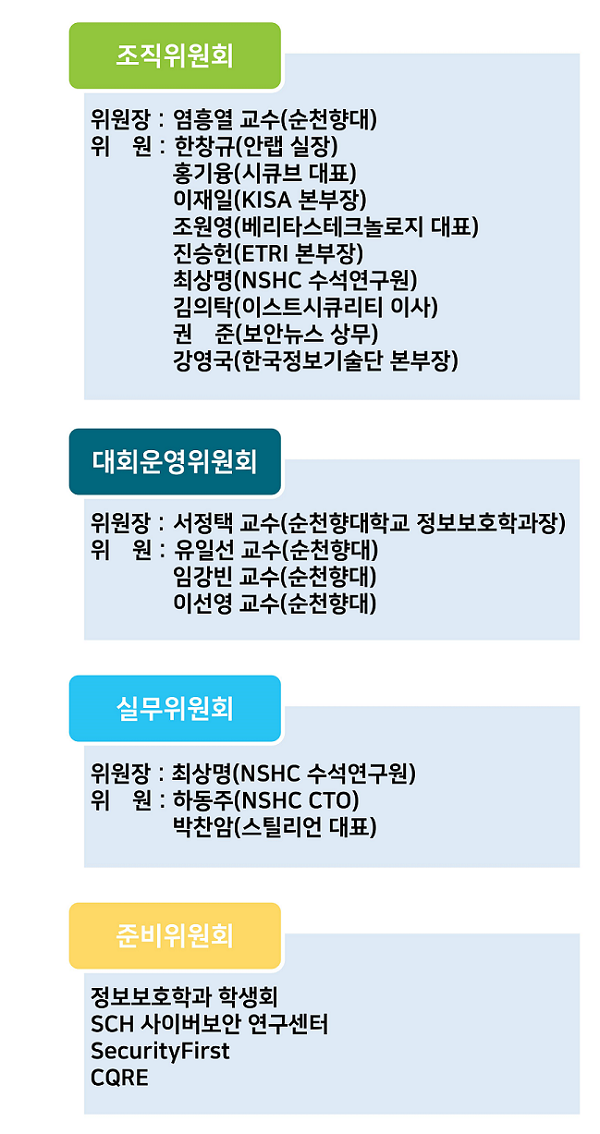 조직위원회
위원장 : 염흥열 교수(순천향대)
위 원 : 한창규(안랩 실장)
홍기융(시큐브 대표)
이재일(KISA 본부장)
조원영(베리타스테크놀로지 대표)
진승헌(ETRI 본부장)
최상명(NSHC 수석연구원)
김의탁(이스트시큐리티 이사)
권 준(보안뉴스 상무)
강영국(한국정보기술단 본부장)
대회운영위원회
위원장 : 서정택 교수(순천향대학교 정보보호학과장)
위 원 : 유일선 교수(순천향대)
임강빈 교수(순천향대)
이선영 교수(순천향대)
실무위원회
위원장 : 최상명(NSHC 수석연구원)
위 원 : 하동주(NSHC CTO)
박찬암(스틸리언 대표)
준비위원회
정보보호학과 학생회
SCH 사이버보안 연구센터
SecurityFirst
CQRE